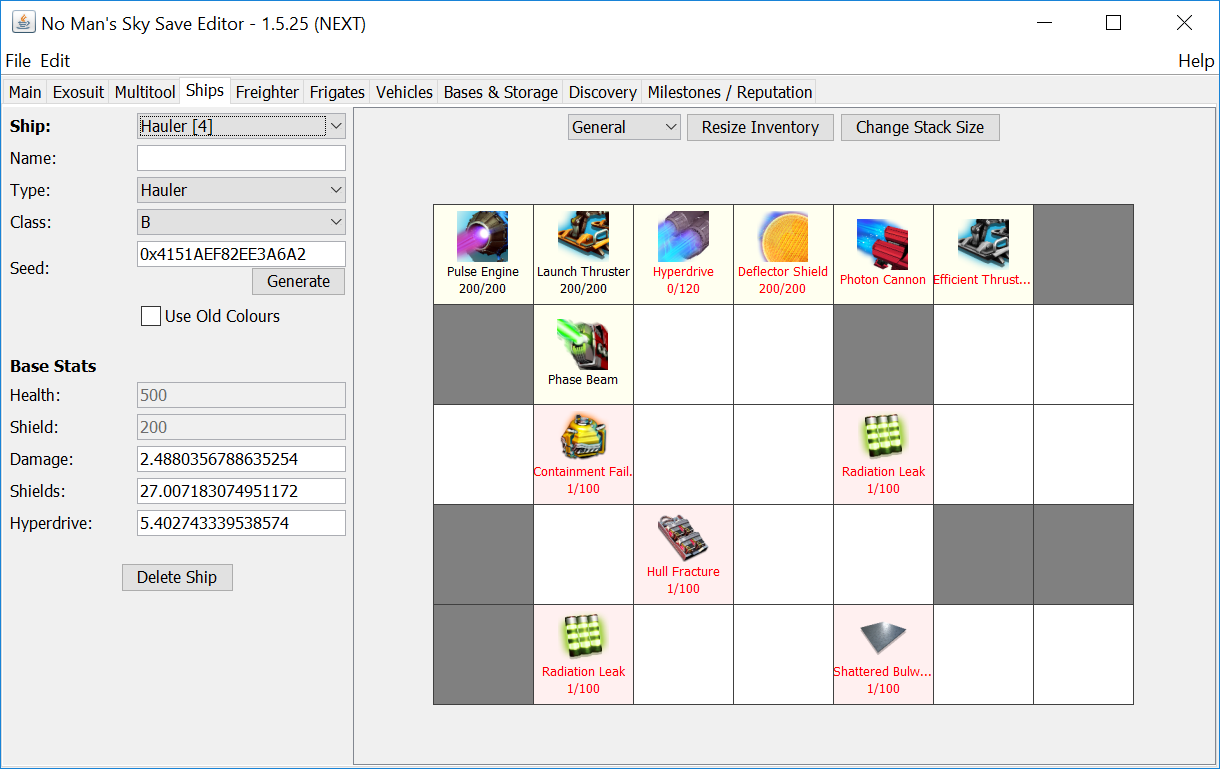 No Man's Sky Save Editor - 1.5.25 (NEXT)
File Edit Help
Main Exosuit Multitool Ships Freighter Frigates Vehicles Bases & Storage Discovery Milestones / Reputation
Ship: Hauler [4]
Name:
Type: Hauler
Class: B
Seed: 0x4151AEF82EE3A6A2
Generate
Use Old Colours
Base Stats
Health: 500
Shield: 200
Damage: 2.4880356788635254
Shields: 27.007183074951172
Hyperdrive: 5.402743339538574
Delete Ship
General Resize Inventory Change Stack Size
Pulse Engine Launch Thruster Hyperdrive Deflector Shield Photon Cannon Efficient Thrust...
200/200 200/200 0/120 200/200
Phase Beam
Containment Fail. Radiation Leak
1/100 1/100
Hull Fracture
1/100
Radiation Leak Shattered Bulw...
1/100 1/100